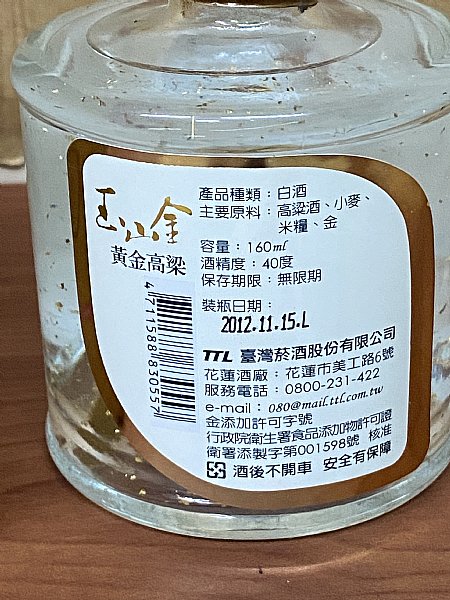 玉山金
黃金高梁
4711588830557
產品種類：白酒
主要原料：高粱酒、小麥、
米糧、金
容量：160ml
酒精度：40度
保存期限：無限期
裝瓶日期：
2012.11.15.L
TTL 臺灣菸酒股份有限公司
花蓮酒廠：花蓮市美工路6號
服務電話：0800-231-422
e-mail：080@mail.ttl.com.tw
金添加許可字號
行政院衛生署食品添加物許可證
衛署添製字第001598號 核准
酒後不開車 安全有保障